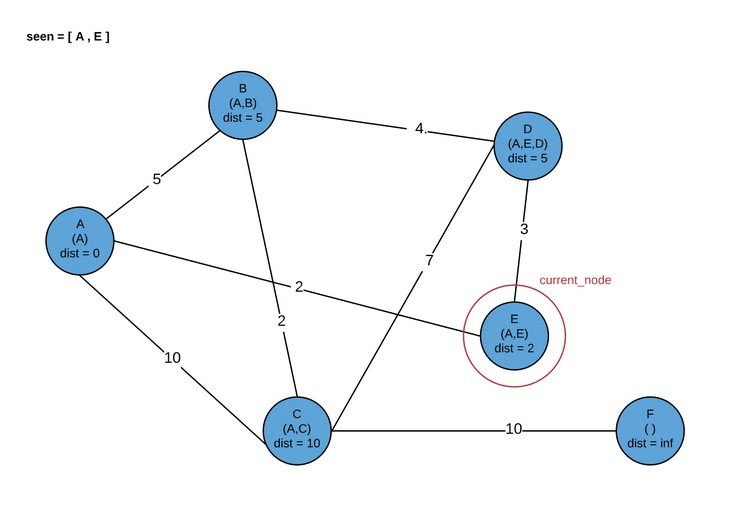 seen = [ A , E ]
B
(A,B)
dist = 5
4.
D
(A,E,D)
dist = 5
5
A
(A)
dist = 0
3
7
2
current_node
2
E
(A,E)
dist = 2
10
C
(A,C)
dist = 10
10
F
( )
dist = inf